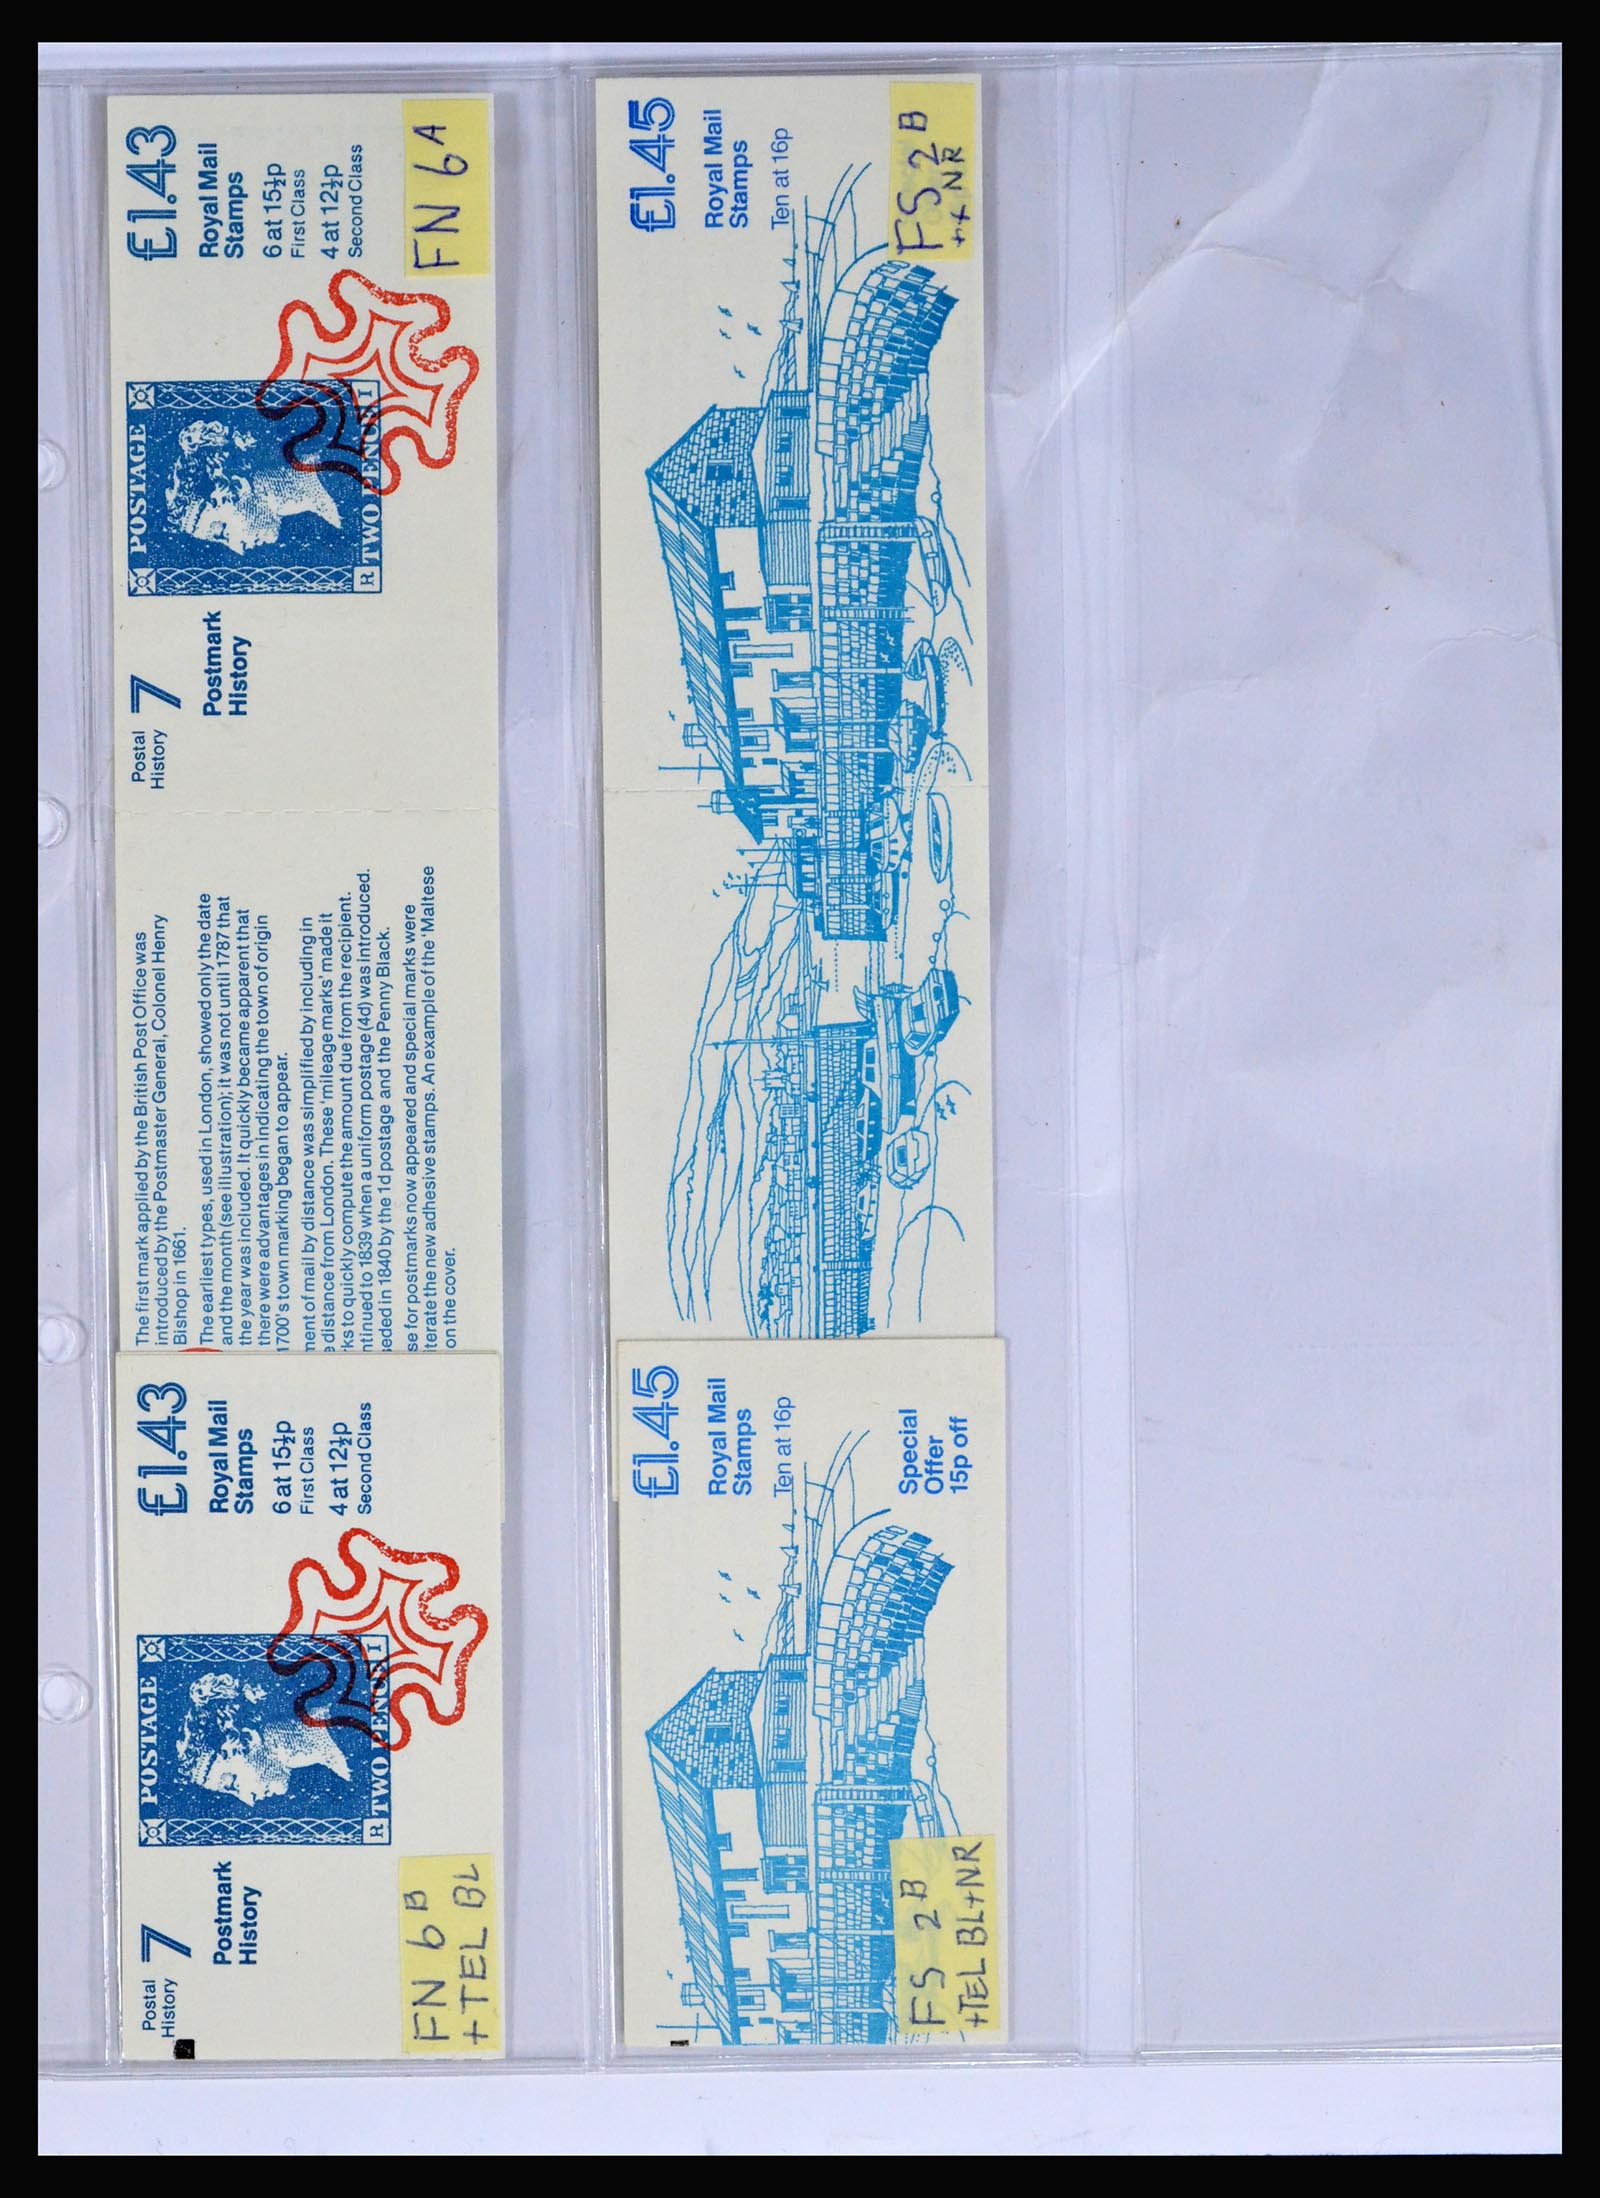 £1.43
Royal Mail
Stamps
6 at 15½p
First Class
4 at 12½p
Second Class
FN 6A
POSTAGE
TWO PENCE
R I
Postal
History 7
Postmark
History
The first mark applied by the British Post Office was
introduced by the Postmaster General, Colonel Henry
Bishop in 1661.
The earliest types, used in London, showed only the date
and the month (see illustration); it was not until 1787 that
the year was included. It quickly became apparent that
there were advantages in indicating the town of origin
1700's town marking began to appear.
ment of mail by distance was simplified by including in
distance from London. These 'mileage marks' made it
ks to quickly compute the amount due from the recipient.
ntinued to 1839 when a uniform postage (4d) was introduced.
eded in 1840 by the 1d postage and the Penny Black.
se for postmarks now appeared and special marks were
iterate the new adhesive stamps. An example of the 'Maltese
on the cover.
£1.43
Royal Mail
Stamps
6 at 15½p
First Class
4 at 12½p
Second Class
POSTAGE
TWO PENCE
R I
Postal
History 7
Postmark
History
FN 6B
+TEL BL
£1.45
Royal Mail
Stamps
Ten at 16p
FS 2B
NR
£1.45
Royal Mail
Stamps
Ten at 16p
Special
Offer
15p off
FS 2B
+TEL BL+NR